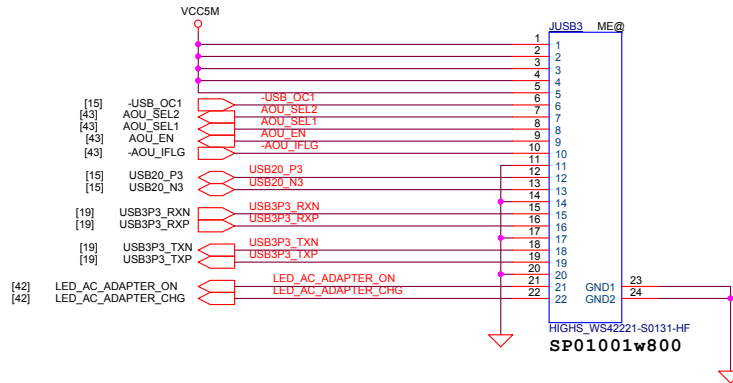 VCC5M
JUSB3 ME@
1 1
2 2
3 3
4 4
5 5
[15] -USB_OC1 -USB_OC1 6 6
[43] AOU_SEL2 AOU_SEL2 7 7
[43] AOU_SEL1 AOU_SEL1 8 8
[43] AOU_EN AOU_EN 9 9
[43] -AOU_IFLG -AOU_IFLG 10 10
11 11
[15] USB20_P3 USB20_P3 12 12
[15] USB20_N3 USB20_N3 13 13
14 14
[19] USB3P3_RXN USB3P3_RXN 15 15
[19] USB3P3_RXP USB3P3_RXP 16 16
17 17
[19] USB3P3_TXN USB3P3_TXN 18 18
[19] USB3P3_TXP USB3P3_TXP 19 19
20 20
[42] LED_AC_ADAPTER_ON LED_AC_ADAPTER_ON 21 21 GND1 23
[42] LED_AC_ADAPTER_CHG LED_AC_ADAPTER_CHG 22 22 GND2 24
HIGHS_WS42221-S0131-HF
SP01001w800